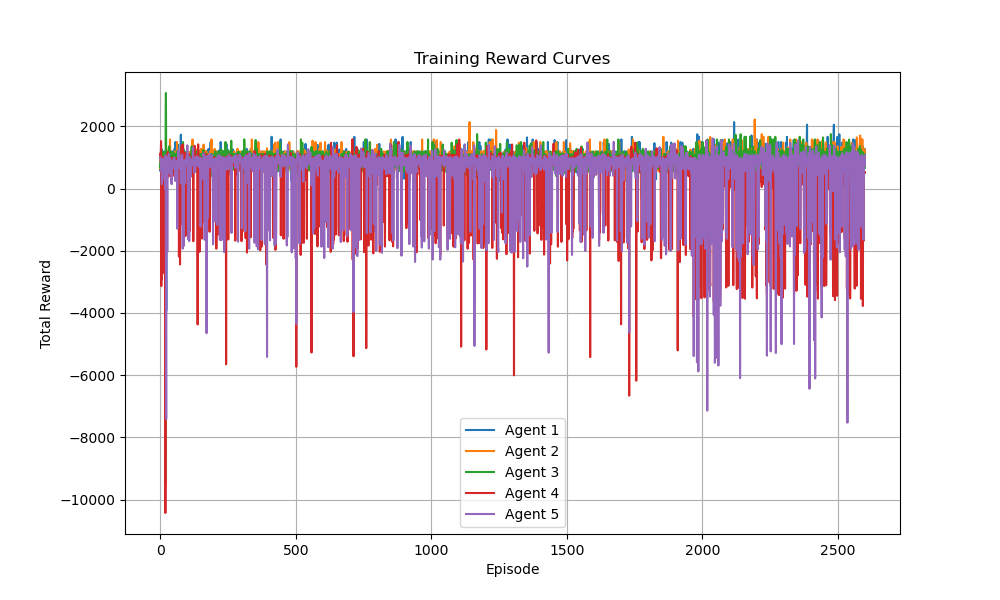 Training Reward Curves
Total Reward
2000
0
−2000
−4000
−6000
−8000
−10000
Agent 1
Agent 2
Agent 3
Agent 4
Agent 5
0
500
1000
1500
2000
2500
Episode